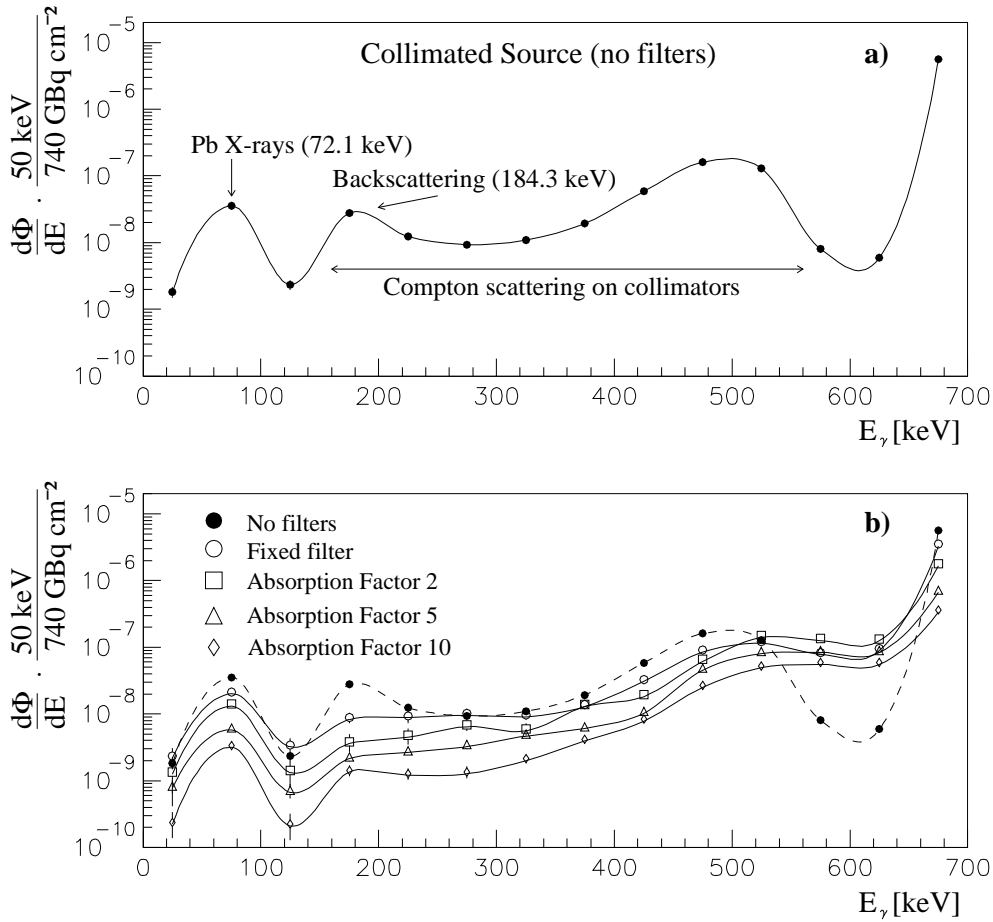 Collimated Source (no filters)
a)
dΦ/dE · 50 keV/740 GBq cm⁻²
10⁻⁵
10⁻⁶
10⁻⁷
10⁻⁸
10⁻⁹
10⁻¹⁰
Pb X-rays (72.1 keV)
Backscattering (184.3 keV)
Compton scattering on collimators
0 100 200 300 400 500 600 700
E_γ [keV]
b)
dΦ/dE · 50 keV/740 GBq cm⁻²
10⁻⁵
10⁻⁶
10⁻⁷
10⁻⁸
10⁻⁹
10⁻¹⁰
No filters
Fixed filter
Absorption Factor 2
Absorption Factor 5
Absorption Factor 10
0 100 200 300 400 500 600 700
E_γ [keV]